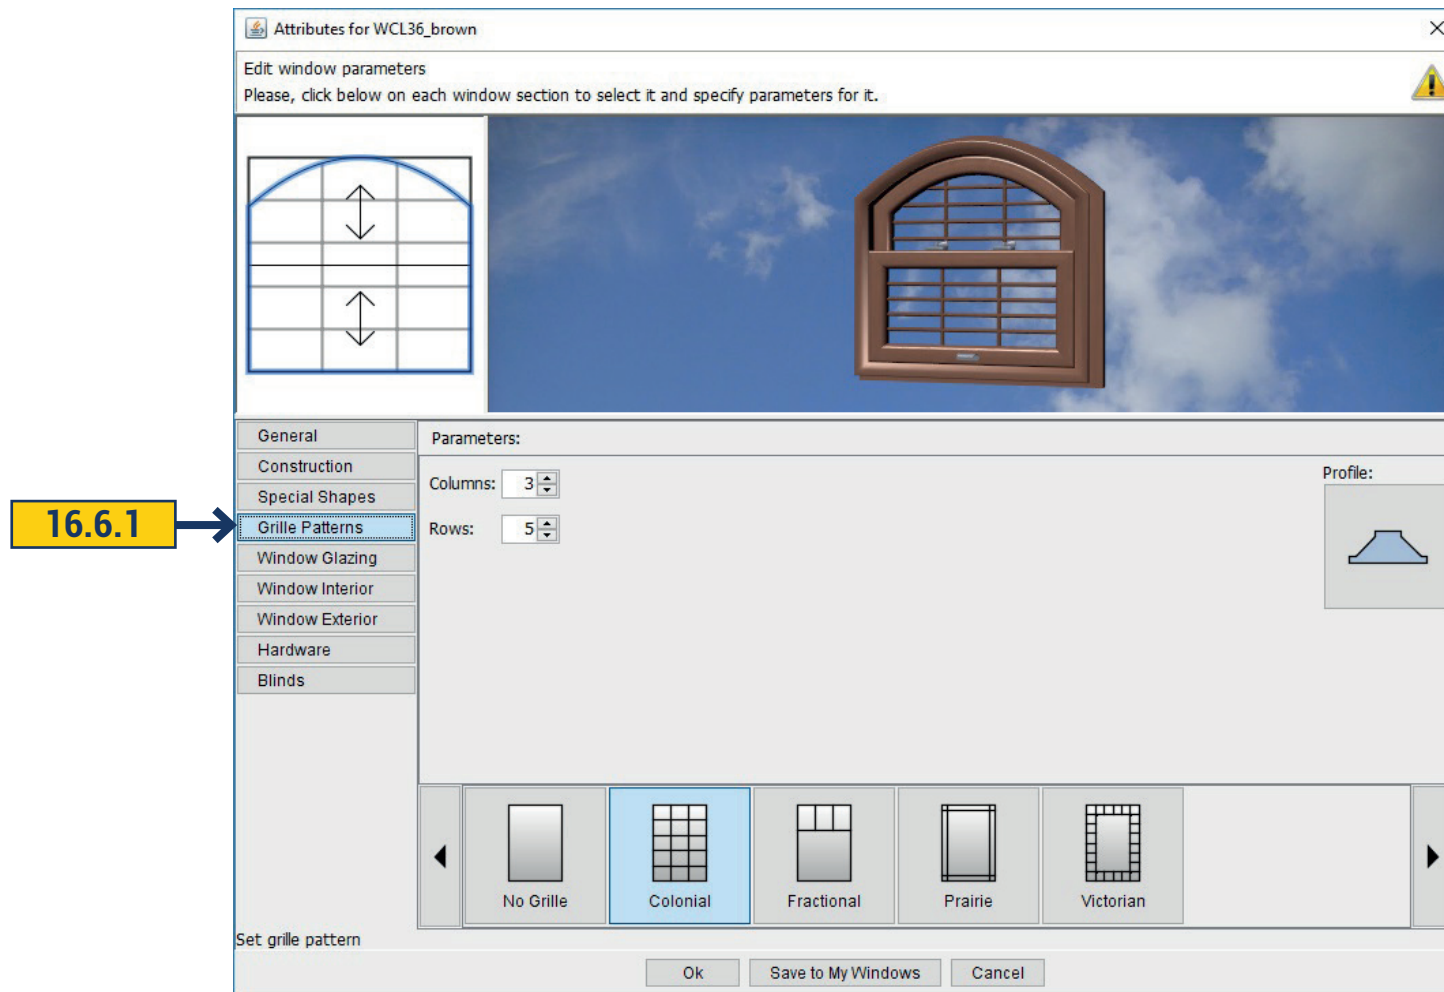 Attributes for WCL36_brown
Edit window parameters
Please, click below on each window section to select it and specify parameters for it.
General
Construction
Special Shapes
Grille Patterns
Window Glazing
Window Interior
Window Exterior
Hardware
Blinds
16.6.1
Parameters:
Columns: 3
Rows: 5
Profile:
No Grille
Colonial
Fractional
Prairie
Victorian
Set grille pattern
Ok
Save to My Windows
Cancel